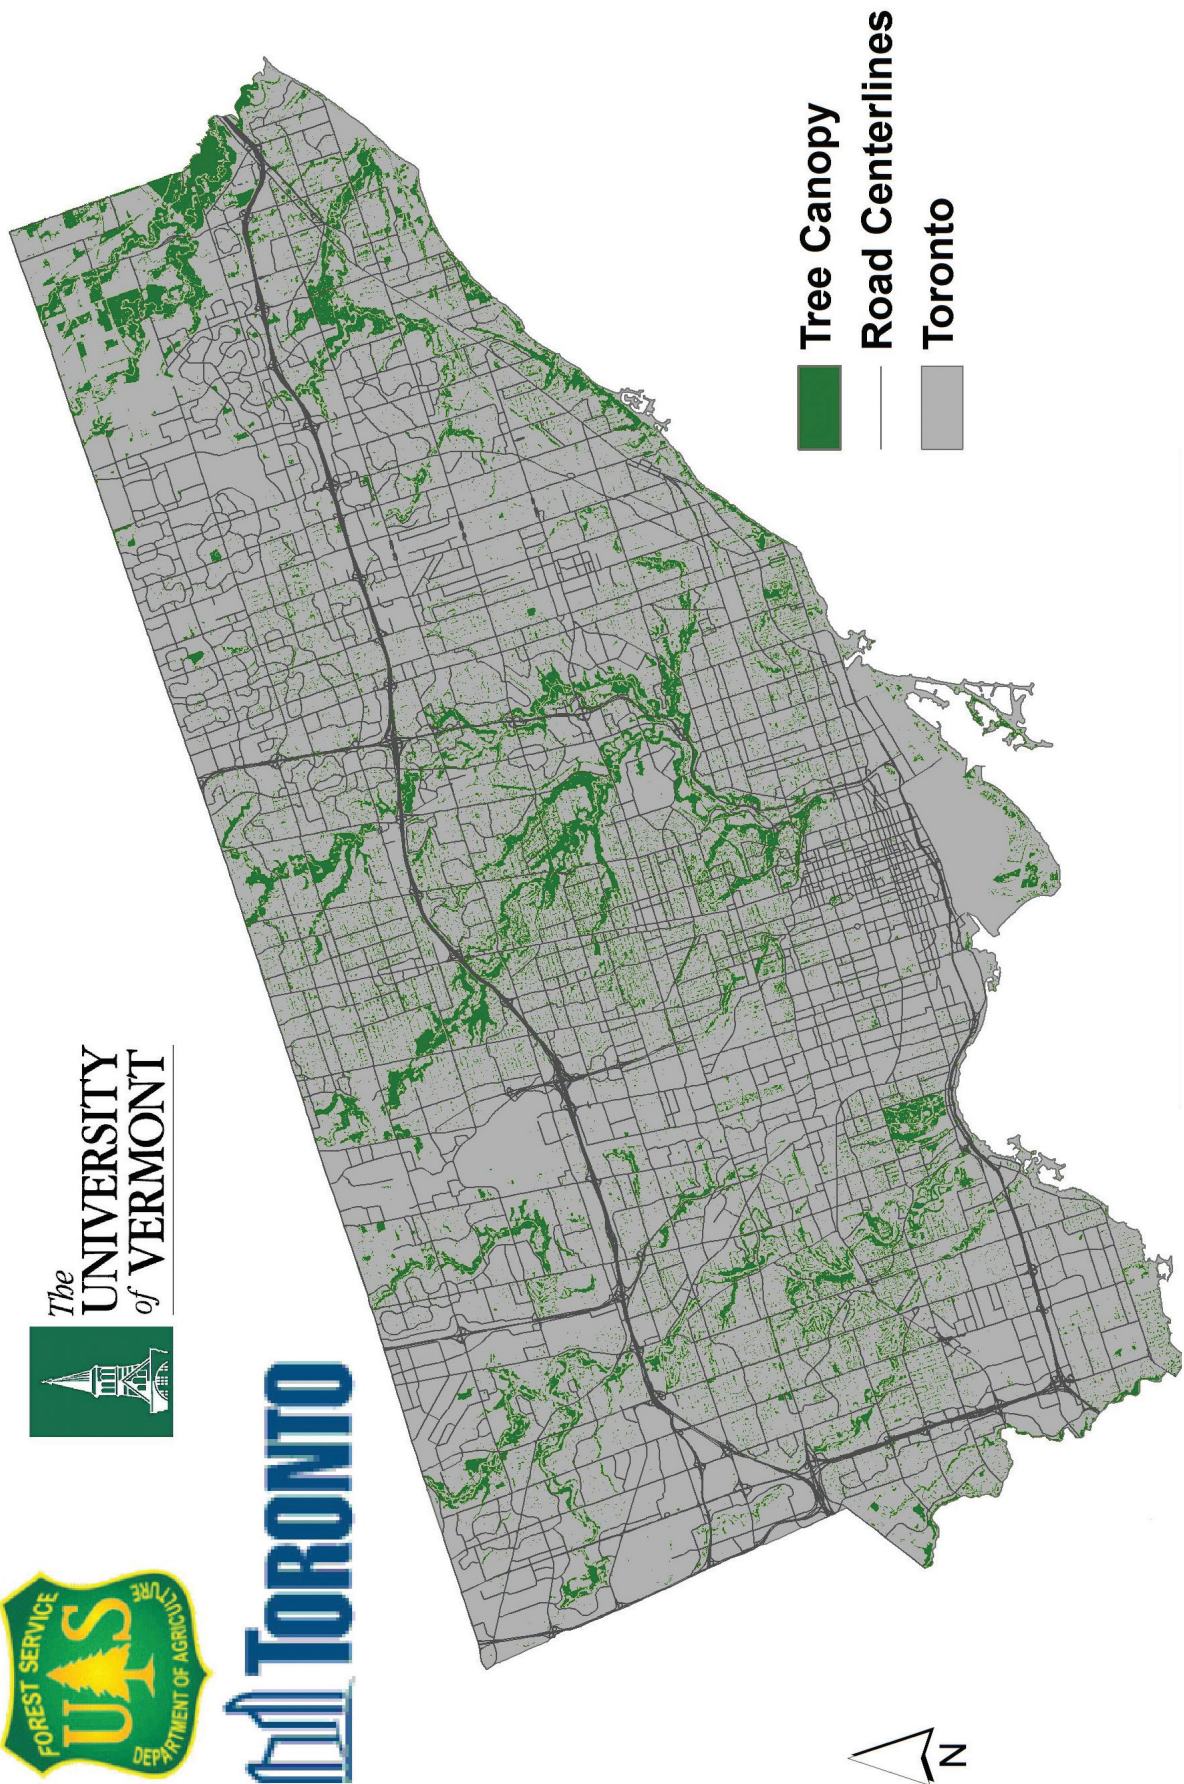 FOREST SERVICE
U S
DEPARTMENT OF AGRICULTURE
The
UNIVERSITY
of VERMONT
TORONTO
Tree Canopy
Road Centerlines
Toronto
N